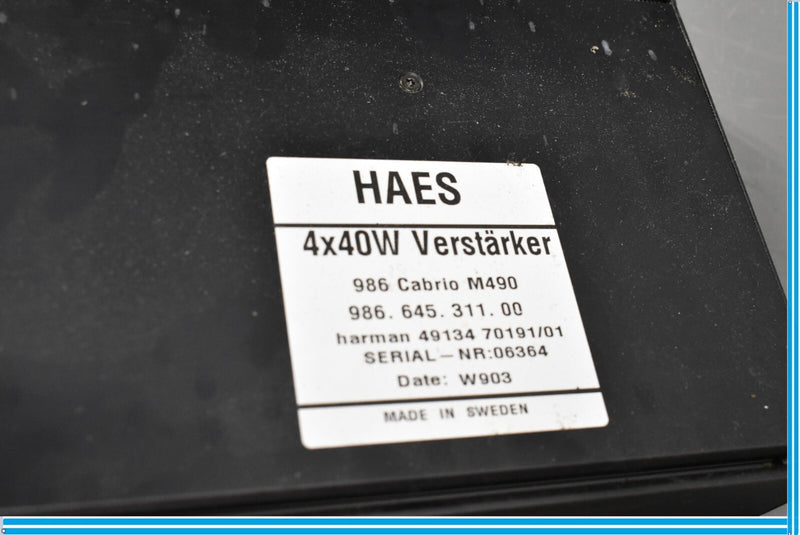 HAES
4x40W Verstärker
986 Cabrio M490
986. 645. 311. 00
harman 49134 70191/01
SERIAL-NR:06364
Date: W903
MADE IN SWEDEN